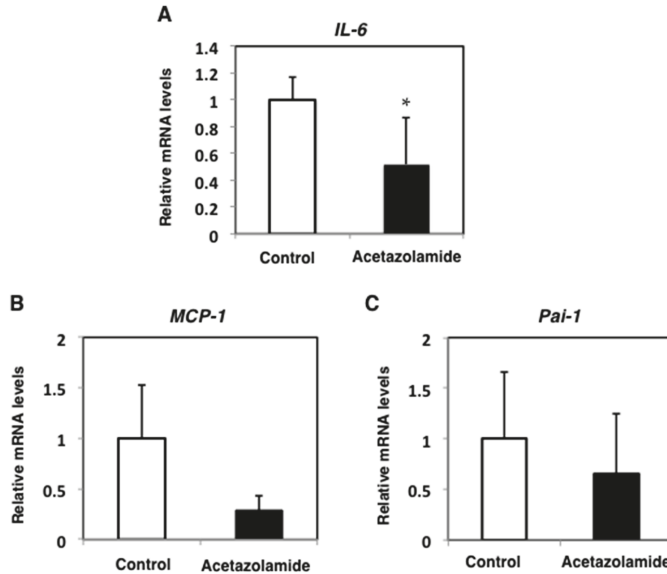 A
IL-6
Relative mRNA levels
1.4
1.2
1
0.8
0.6
0.4
0.2
0
*
Control Acetazolamide
B
MCP-1
Relative mRNA levels
2
1.5
1
0.5
0
Control Acetazolamide
C
Pai-1
Relative mRNA levels
2
1.5
1
0.5
0
Control Acetazolamide